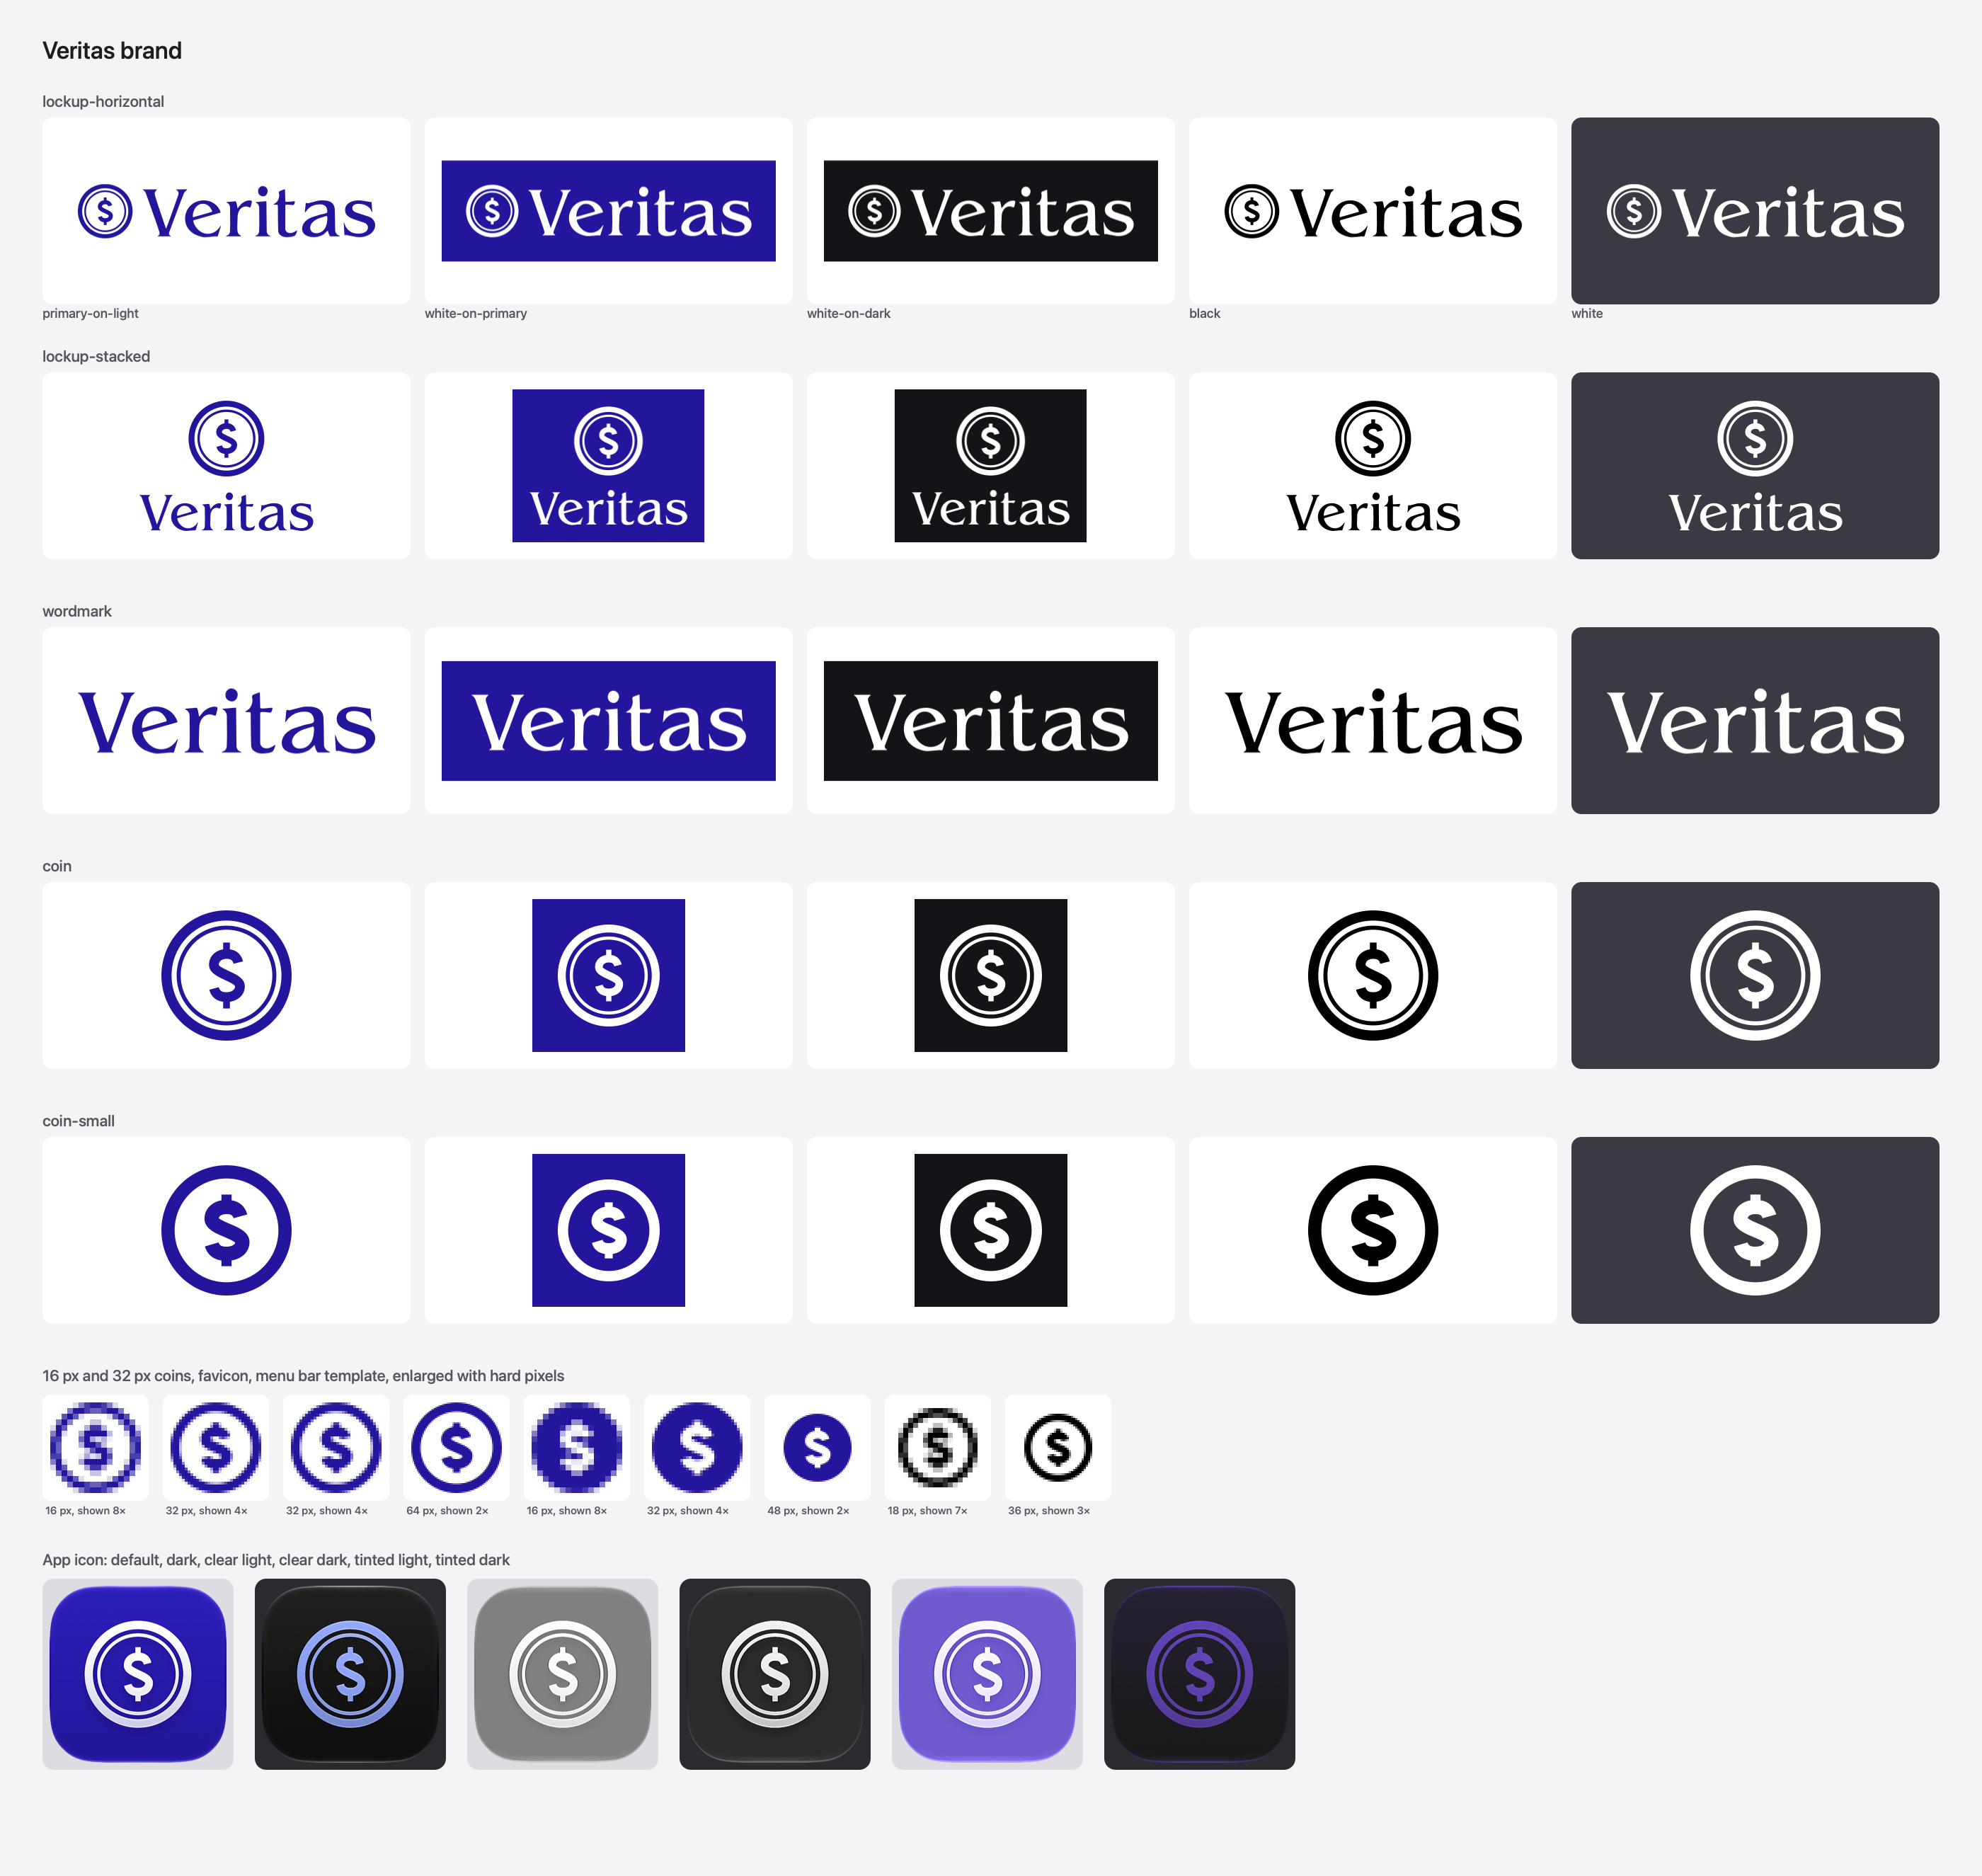 Veritas brand
lockup-horizontal
$ Veritas $ Veritas $ Veritas $ Veritas $ Veritas
primary-on-light white-on-primary white-on-dark black white
lockup-stacked
$ $ $ $ $
Veritas Veritas Veritas Veritas Veritas
wordmark
Veritas Veritas Veritas Veritas Veritas
coin
$ $ $ $ $
coin-small
$ $ $ $ $
16 px and 32 px coins, favicon, menu bar template, enlarged with hard pixels
$ $ $ $ $ $ $ $ $
16 px, shown 8× 32 px, shown 4× 32 px, shown 4× 64 px, shown 2× 16 px, shown 8× 32 px, shown 4× 48 px, shown 2× 18 px, shown 7× 36 px, shown 3×
App icon: default, dark, clear light, clear dark, tinted light, tinted dark
$ $ $ $ $ $